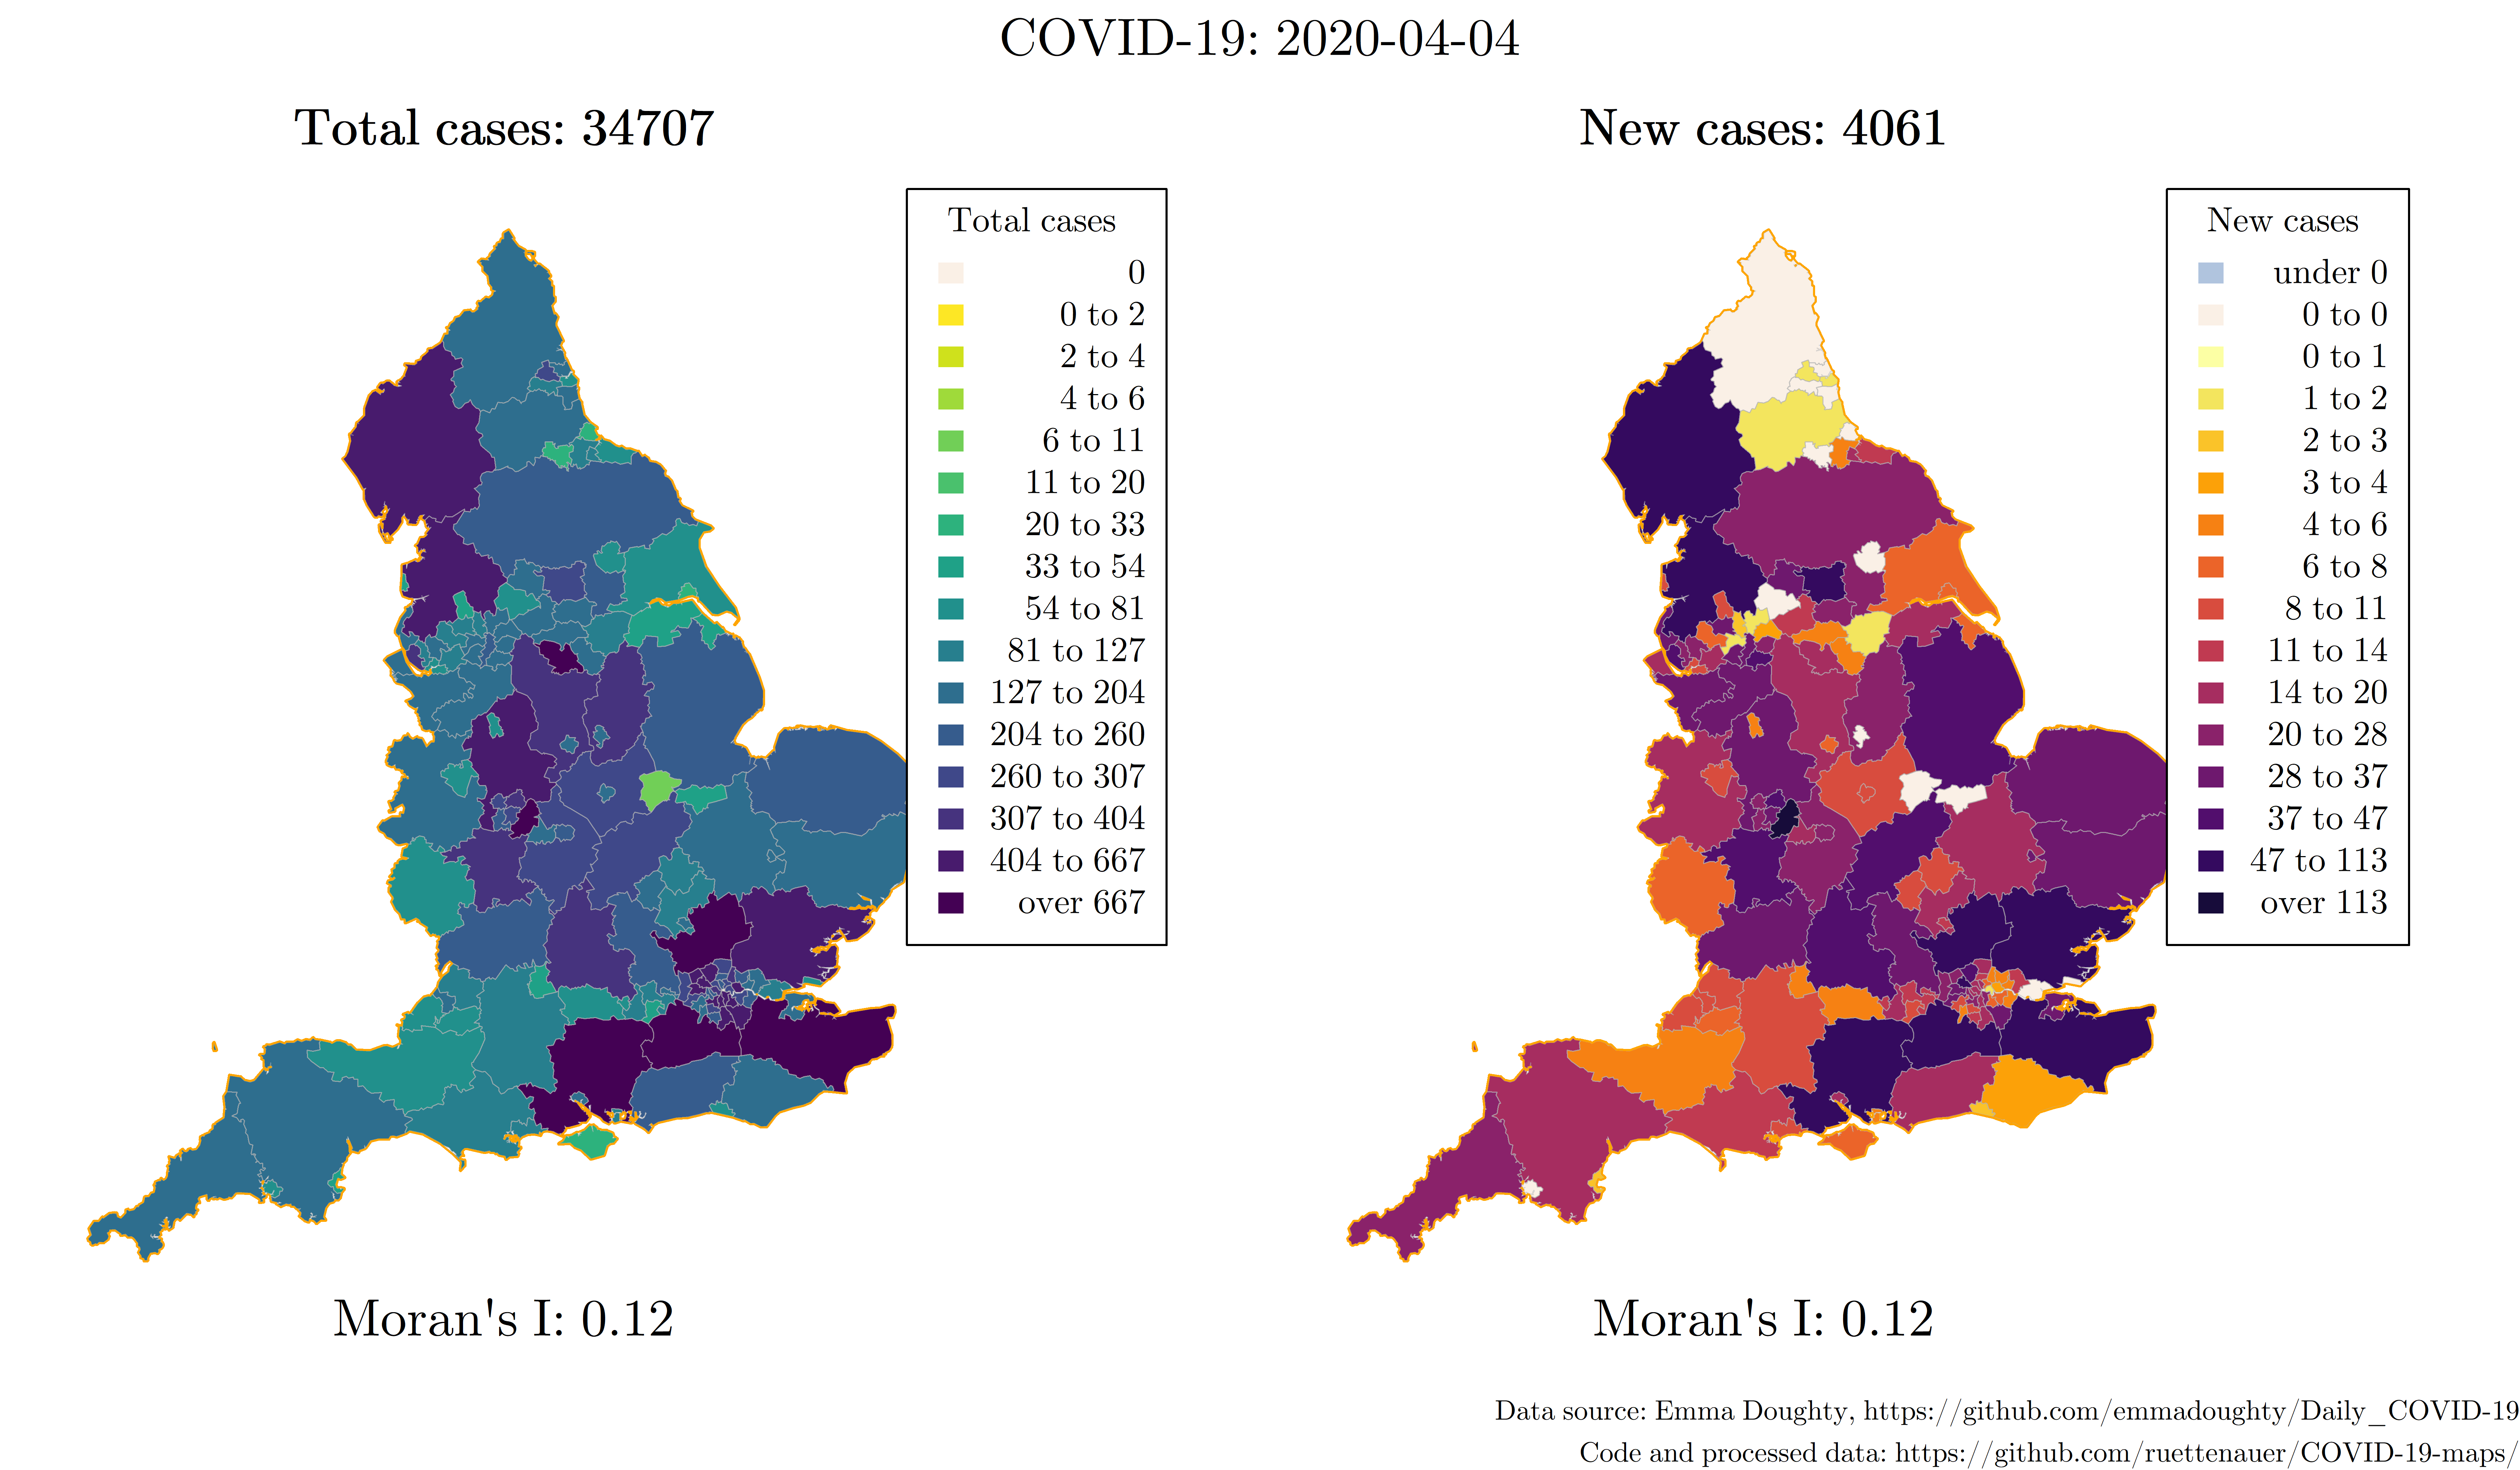 COVID-19: 2020-04-04
Total cases: 34707
Total cases
0
0 to 2
2 to 4
4 to 6
6 to 11
11 to 20
20 to 33
33 to 54
54 to 81
81 to 127
127 to 204
204 to 260
260 to 307
307 to 404
404 to 667
over 667
Moran's I: 0.12
New cases: 4061
New cases
under 0
0 to 0
0 to 1
1 to 2
2 to 3
3 to 4
4 to 6
6 to 8
8 to 11
11 to 14
14 to 20
20 to 28
28 to 37
37 to 47
47 to 113
over 113
Moran's I: 0.12
Data source: Emma Doughty, https://github.com/emmadoughty/Daily_COVID-19
Code and processed data: https://github.com/ruettenauer/COVID-19-maps/